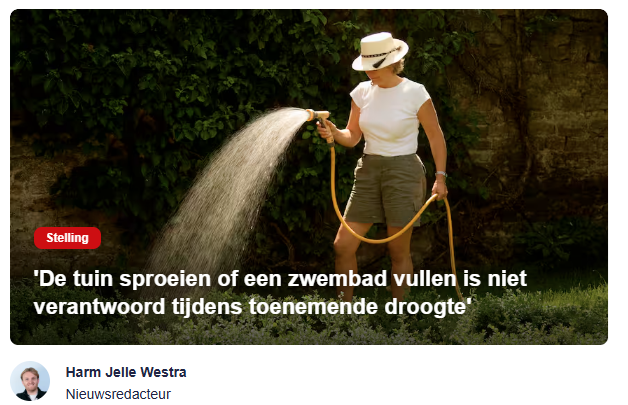 Stelling
'De tuin sproeien of een zwembad vullen is niet
verantwoord tijdens toenemende droogte'
Harm Jelle Westra
Nieuwsredacteur